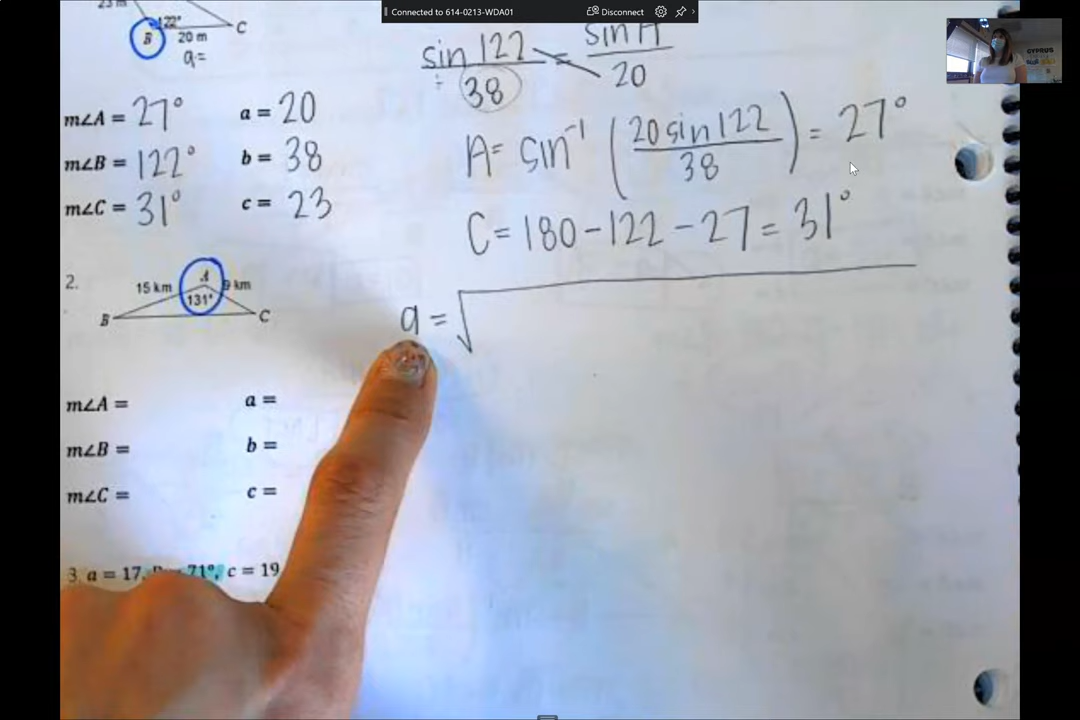 Connected to 614-0213-WDA01 Disconnect
CYPRUS
23 m
122°
B 20 m C
a =
sin 122 / 38 = sin A / 20
m∠A = 27° a = 20
m∠B = 122° b = 38
m∠C = 31° c = 23
A = sin⁻¹ (20 sin 122 / 38) = 27°
C = 180 - 122 - 27 = 31°
2.
15 km A 9 km
131°
B C
a = √
m∠A = a =
m∠B = b =
m∠C = c =
3. a = 17, 71°, c = 19